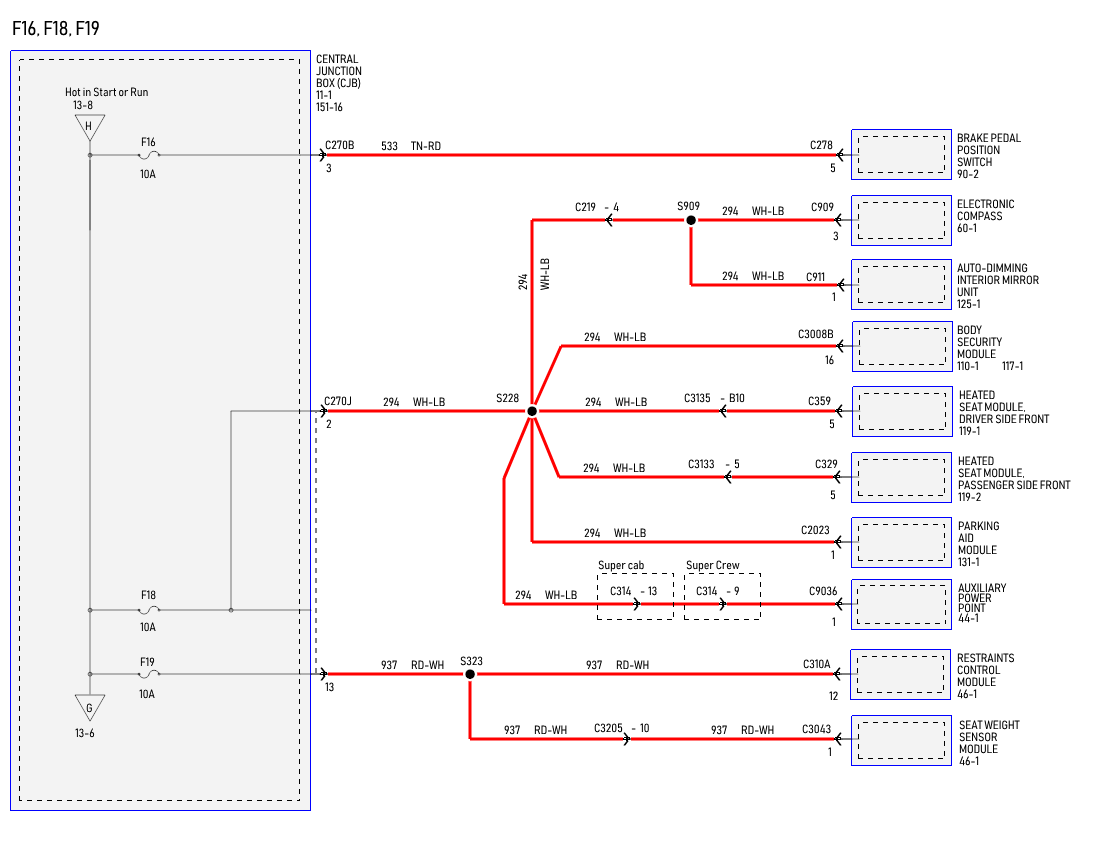 F16, F18, F19
CENTRAL
JUNCTION
BOX (CJB)
11-1
151-16
Hot in Start or Run
13-8
H
F16
10A
C270B
3
533 TN-RD
C278
5
BRAKE PEDAL
POSITION
SWITCH
90-2
C219 - 4
S909
294 WH-LB
C909
3
ELECTRONIC
COMPASS
60-1
294 WH-LB
294 WH-LB
C911
1
AUTO-DIMMING
INTERIOR MIRROR
UNIT
125-1
294 WH-LB
C3008B
16
BODY
SECURITY
MODULE
110-1 117-1
C270J
2
294 WH-LB
S228
294 WH-LB
C3135 - B10
C359
5
HEATED
SEAT MODULE,
DRIVER SIDE FRONT
119-1
294 WH-LB
C3133 - 5
C329
5
HEATED
SEAT MODULE,
PASSENGER SIDE FRONT
119-2
294 WH-LB
C2023
1
PARKING
AID
MODULE
131-1
Super cab
Super Crew
294 WH-LB
C314 - 13
C314 - 9
C9036
1
AUXILIARY
POWER
POINT
44-1
F18
10A
F19
10A
13
937 RD-WH
S323
937 RD-WH
C310A
12
RESTRAINTS
CONTROL
MODULE
46-1
G
13-6
937 RD-WH
C3205 - 10
937 RD-WH
C3043
1
SEAT WEIGHT
SENSOR
MODULE
46-1